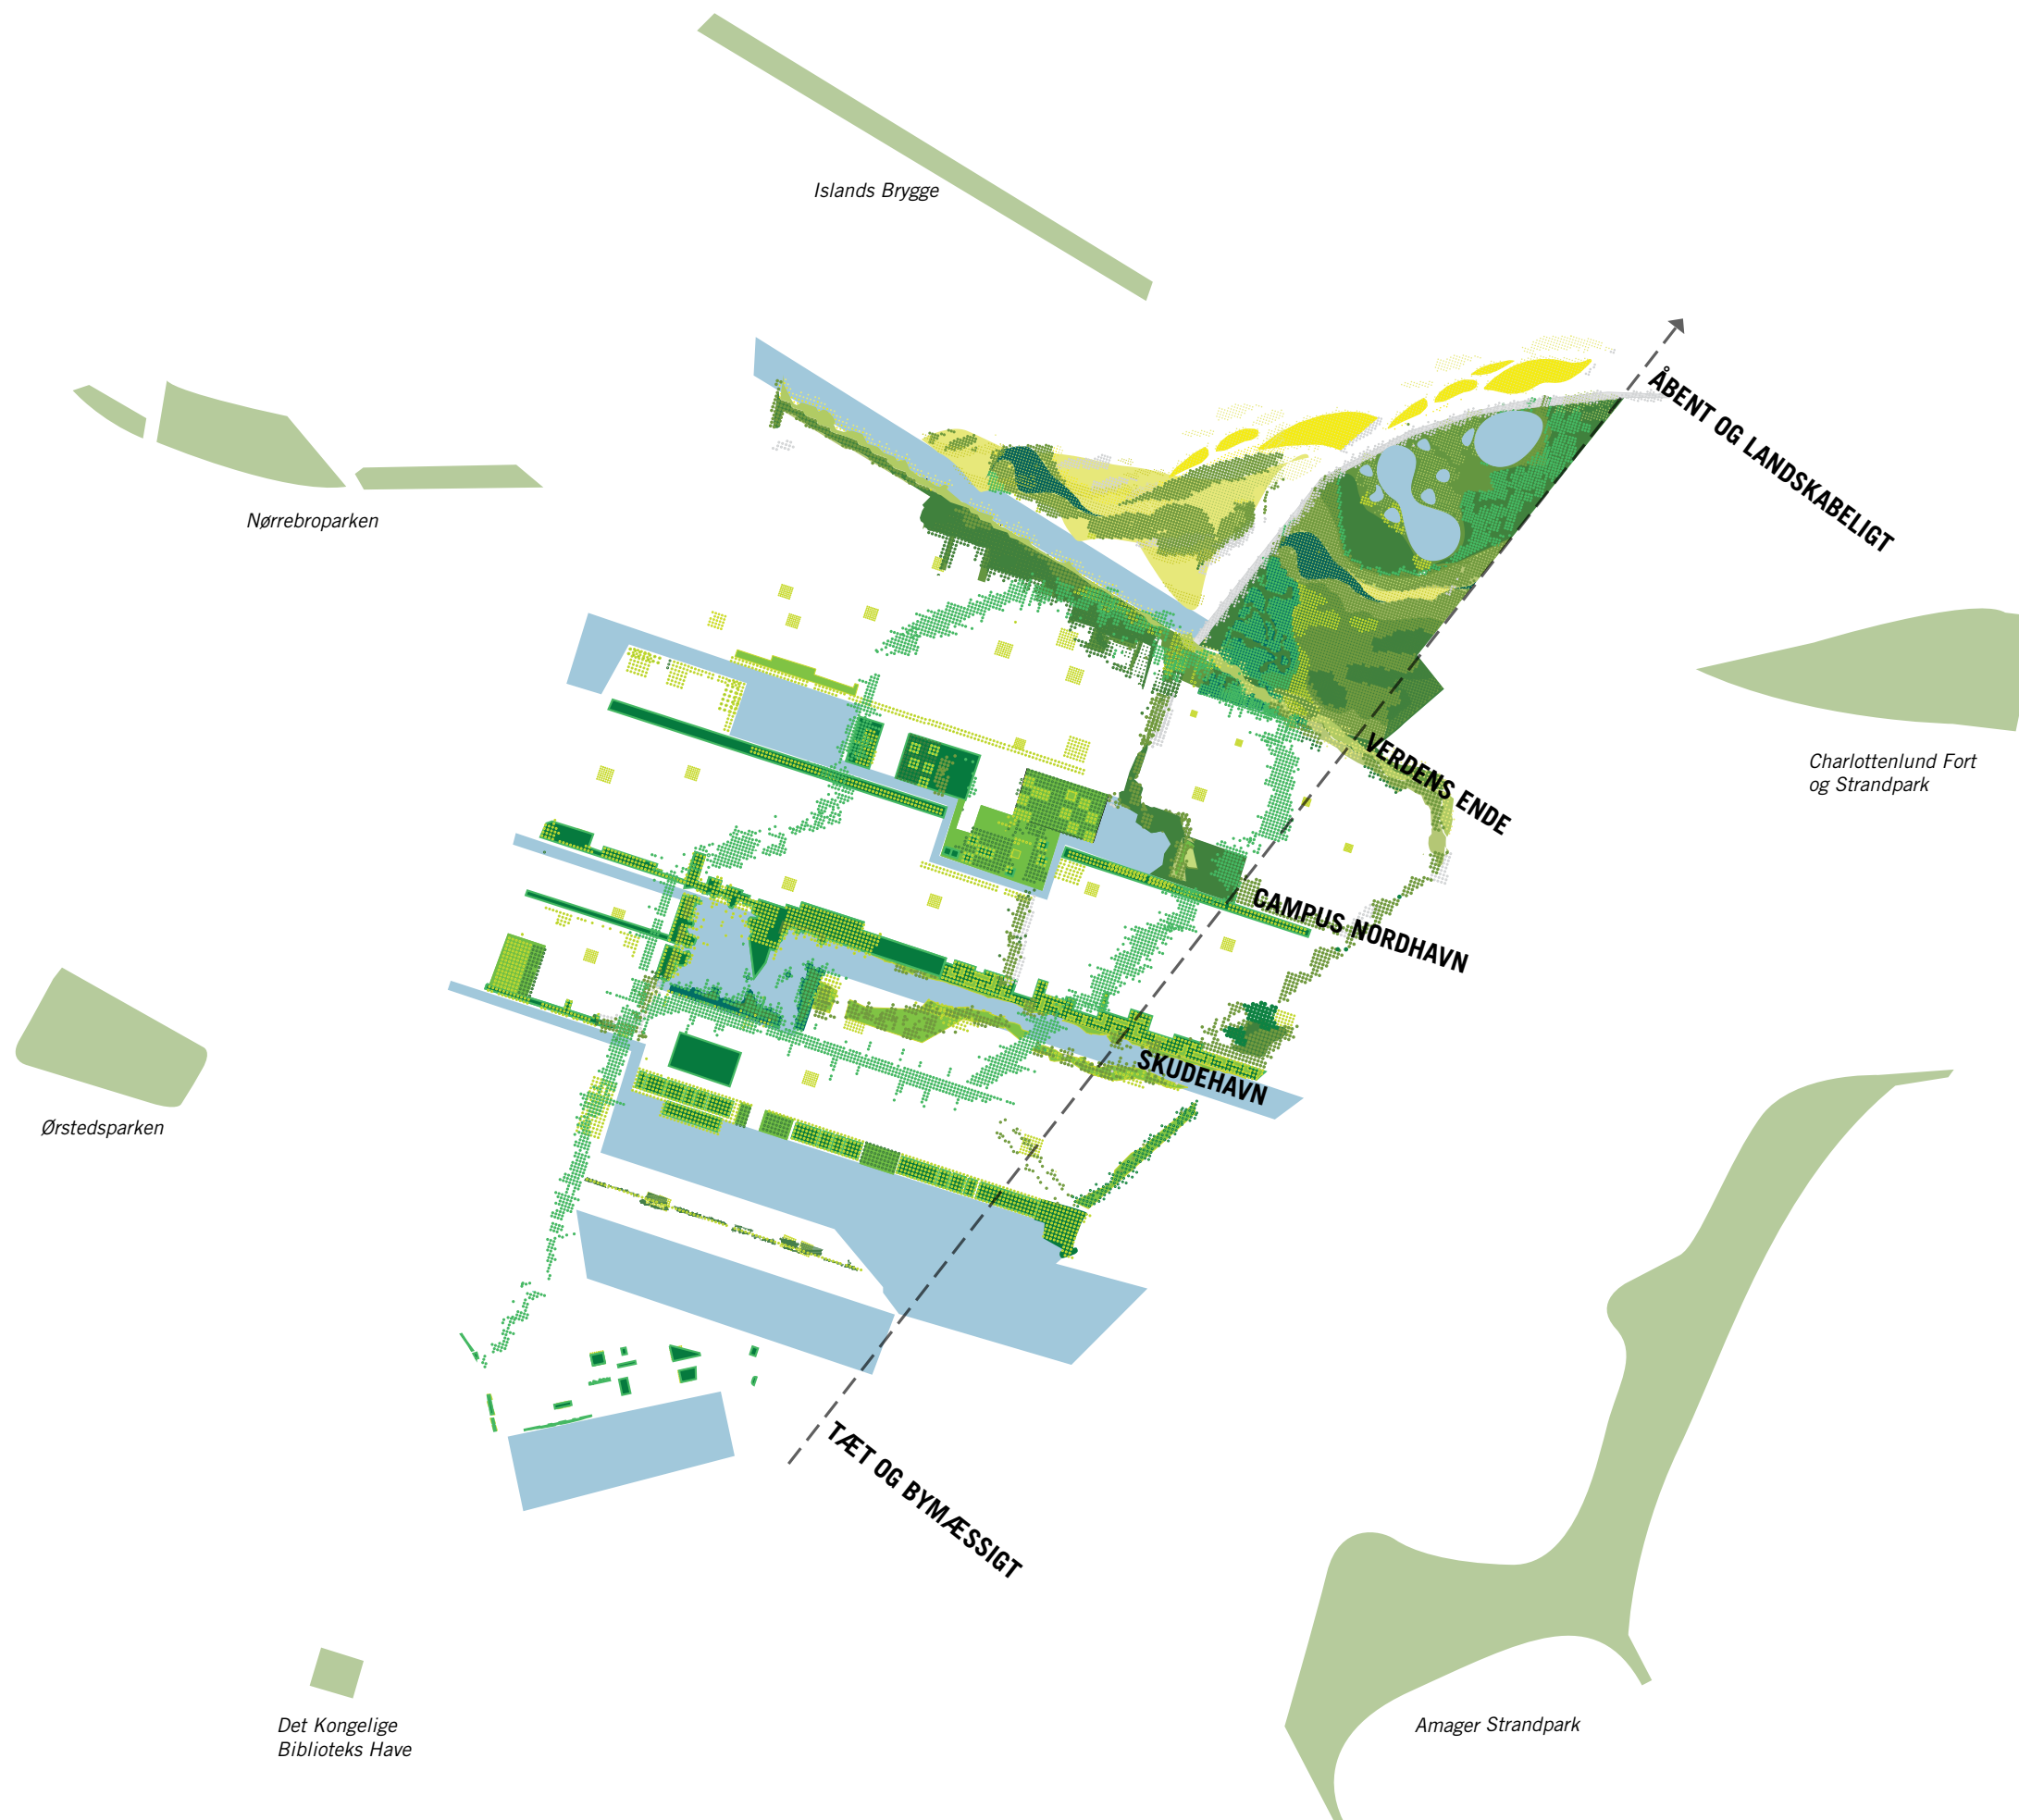 Islands Brygge
ÅBENT OG LANDSKABELIGT
Nørrebroparken
VERDENS ENDE
Charlottenlund Fort
og Strandpark
CAMPUS NORDHAVN
SKUDEHAVN
Ørstedsparken
TÆT OG BYMÆSSIGT
Det Kongelige
Biblioteks Have
Amager Strandpark